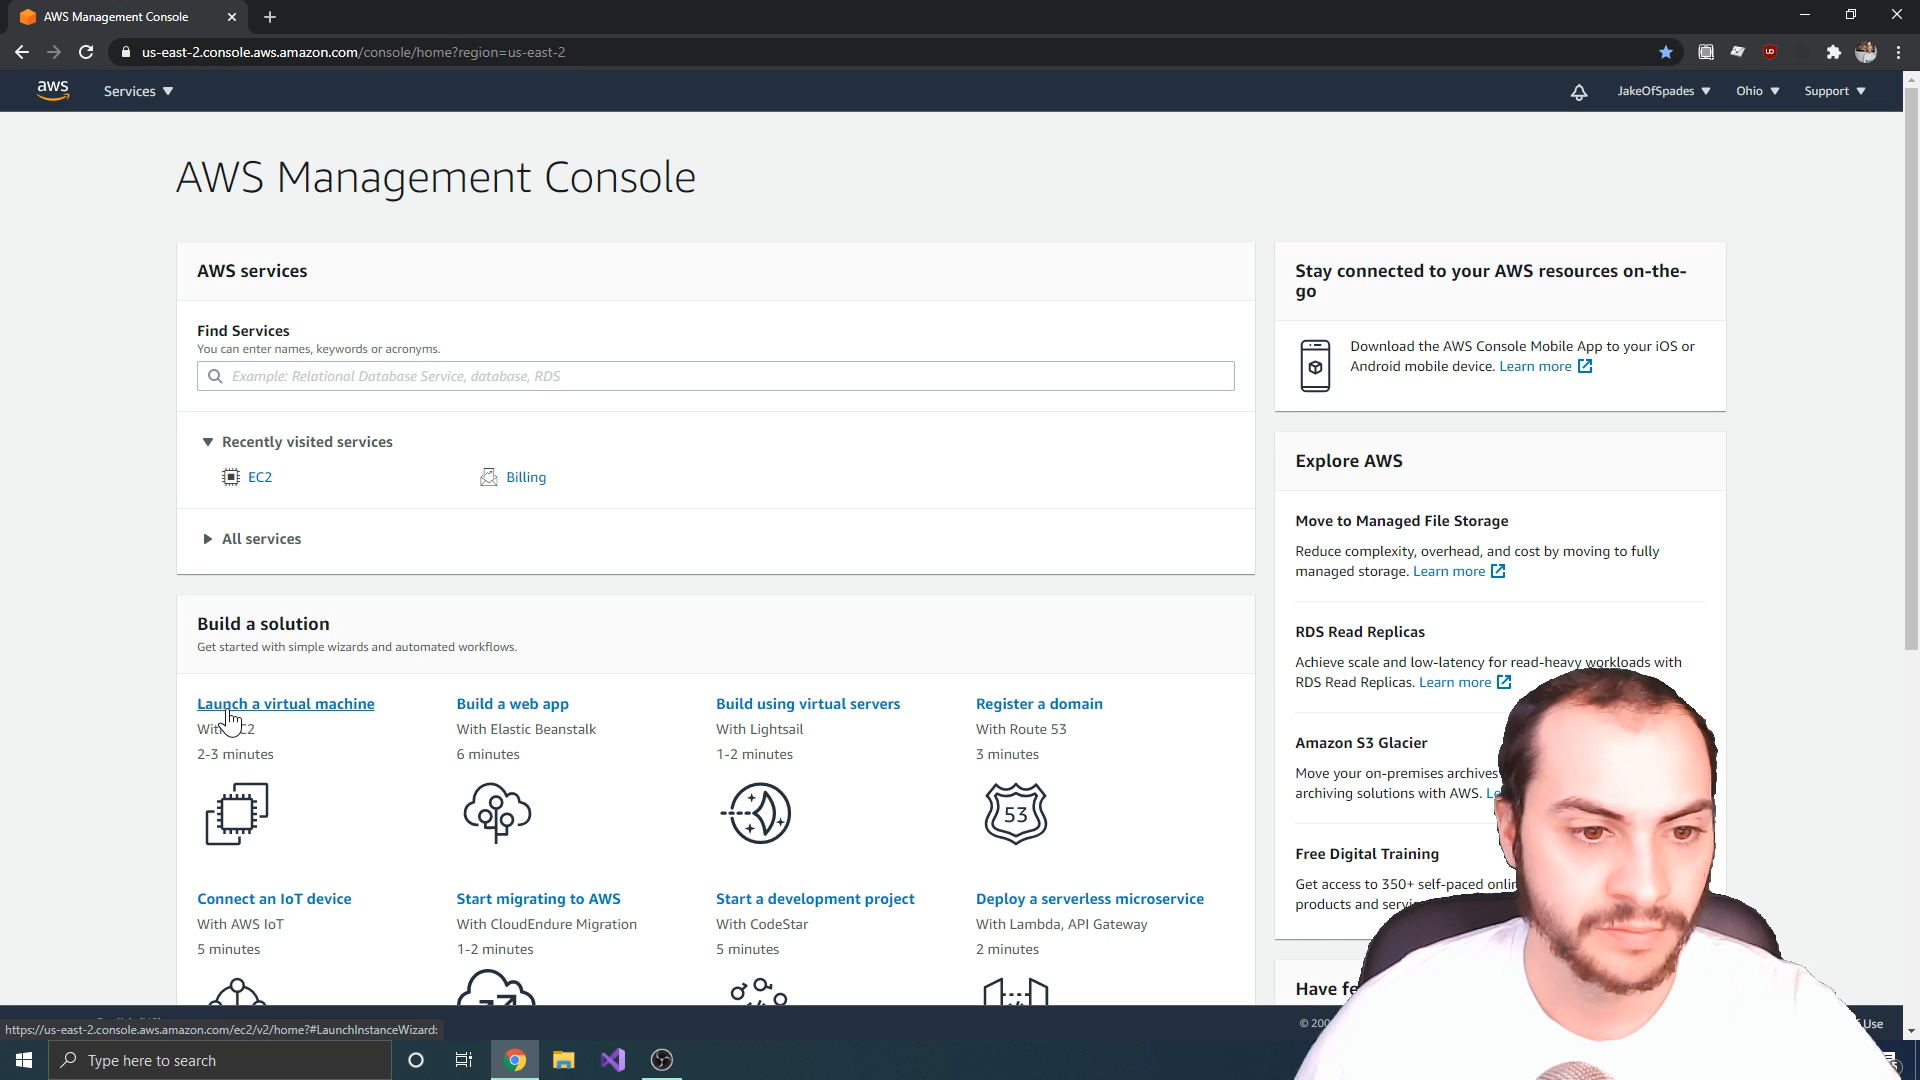 AWS Management Console
us-east-2.console.aws.amazon.com/console/home?region=us-east-2
aws
Services
JakeOfSpades
Ohio
Support
AWS Management Console
AWS services
Find Services
You can enter names, keywords or acronyms.
Example: Relational Database Service, database, RDS
Recently visited services
EC2
Billing
All services
Build a solution
Get started with simple wizards and automated workflows.
Launch a virtual machine
2-3 minutes
Build a web app
With Elastic Beanstalk
6 minutes
Build using virtual servers
With Lightsail
1-2 minutes
Register a domain
With Route 53
3 minutes
53
Connect an IoT device
With AWS IoT
5 minutes
Start migrating to AWS
With CloudEndure Migration
1-2 minutes
Start a development project
With CodeStar
5 minutes
Deploy a serverless microservice
With Lambda, API Gateway
2 minutes
Stay connected to your AWS resources on-the-
go
Download the AWS Console Mobile App to your iOS or
Android mobile device. Learn more
Explore AWS
Move to Managed File Storage
Reduce complexity, overhead, and cost by moving to fully
managed storage. Learn more
RDS Read Replicas
Achieve scale and low-latency for read-heavy workloads with
RDS Read Replicas. Learn more
Amazon S3 Glacier
Move your on-premises archives
archiving solutions with AWS.
Free Digital Training
Get access to 350+ self-paced
products and
Have
Use
https://us-east-2.console.aws.amazon.com/ec2/v2/home?#LaunchInstanceWizard:
Type here to search